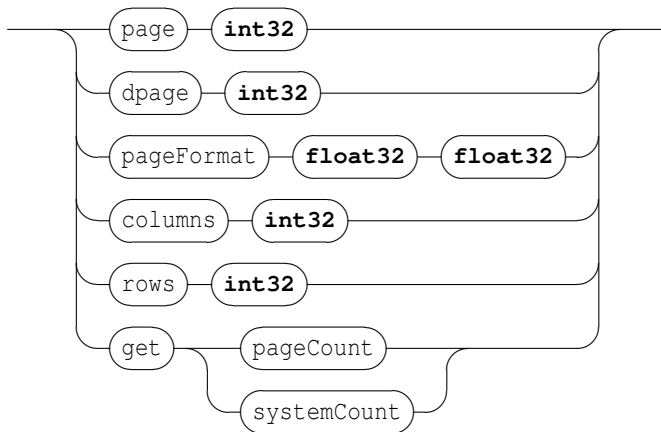 page int32
dpage int32
pageFormat float32 float32
columns int32
rows int32
get pageCount
systemCount